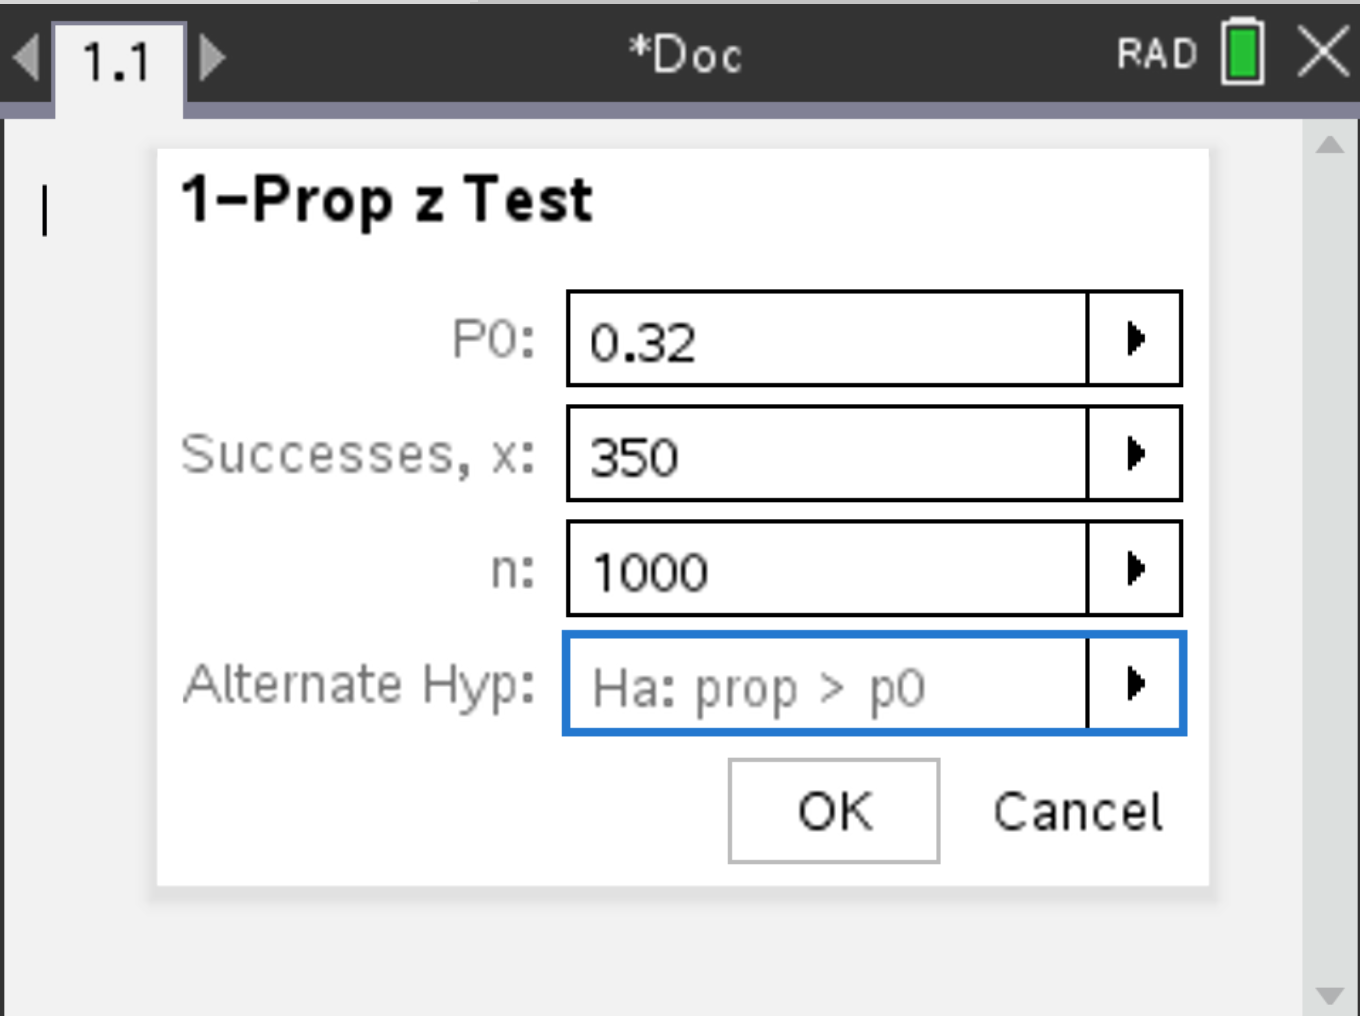 1.1 *Doc RAD
1-Prop z Test
P0: 0.32
Successes, x: 350
n: 1000
Alternate Hyp: Ha: prop > p0
OK Cancel